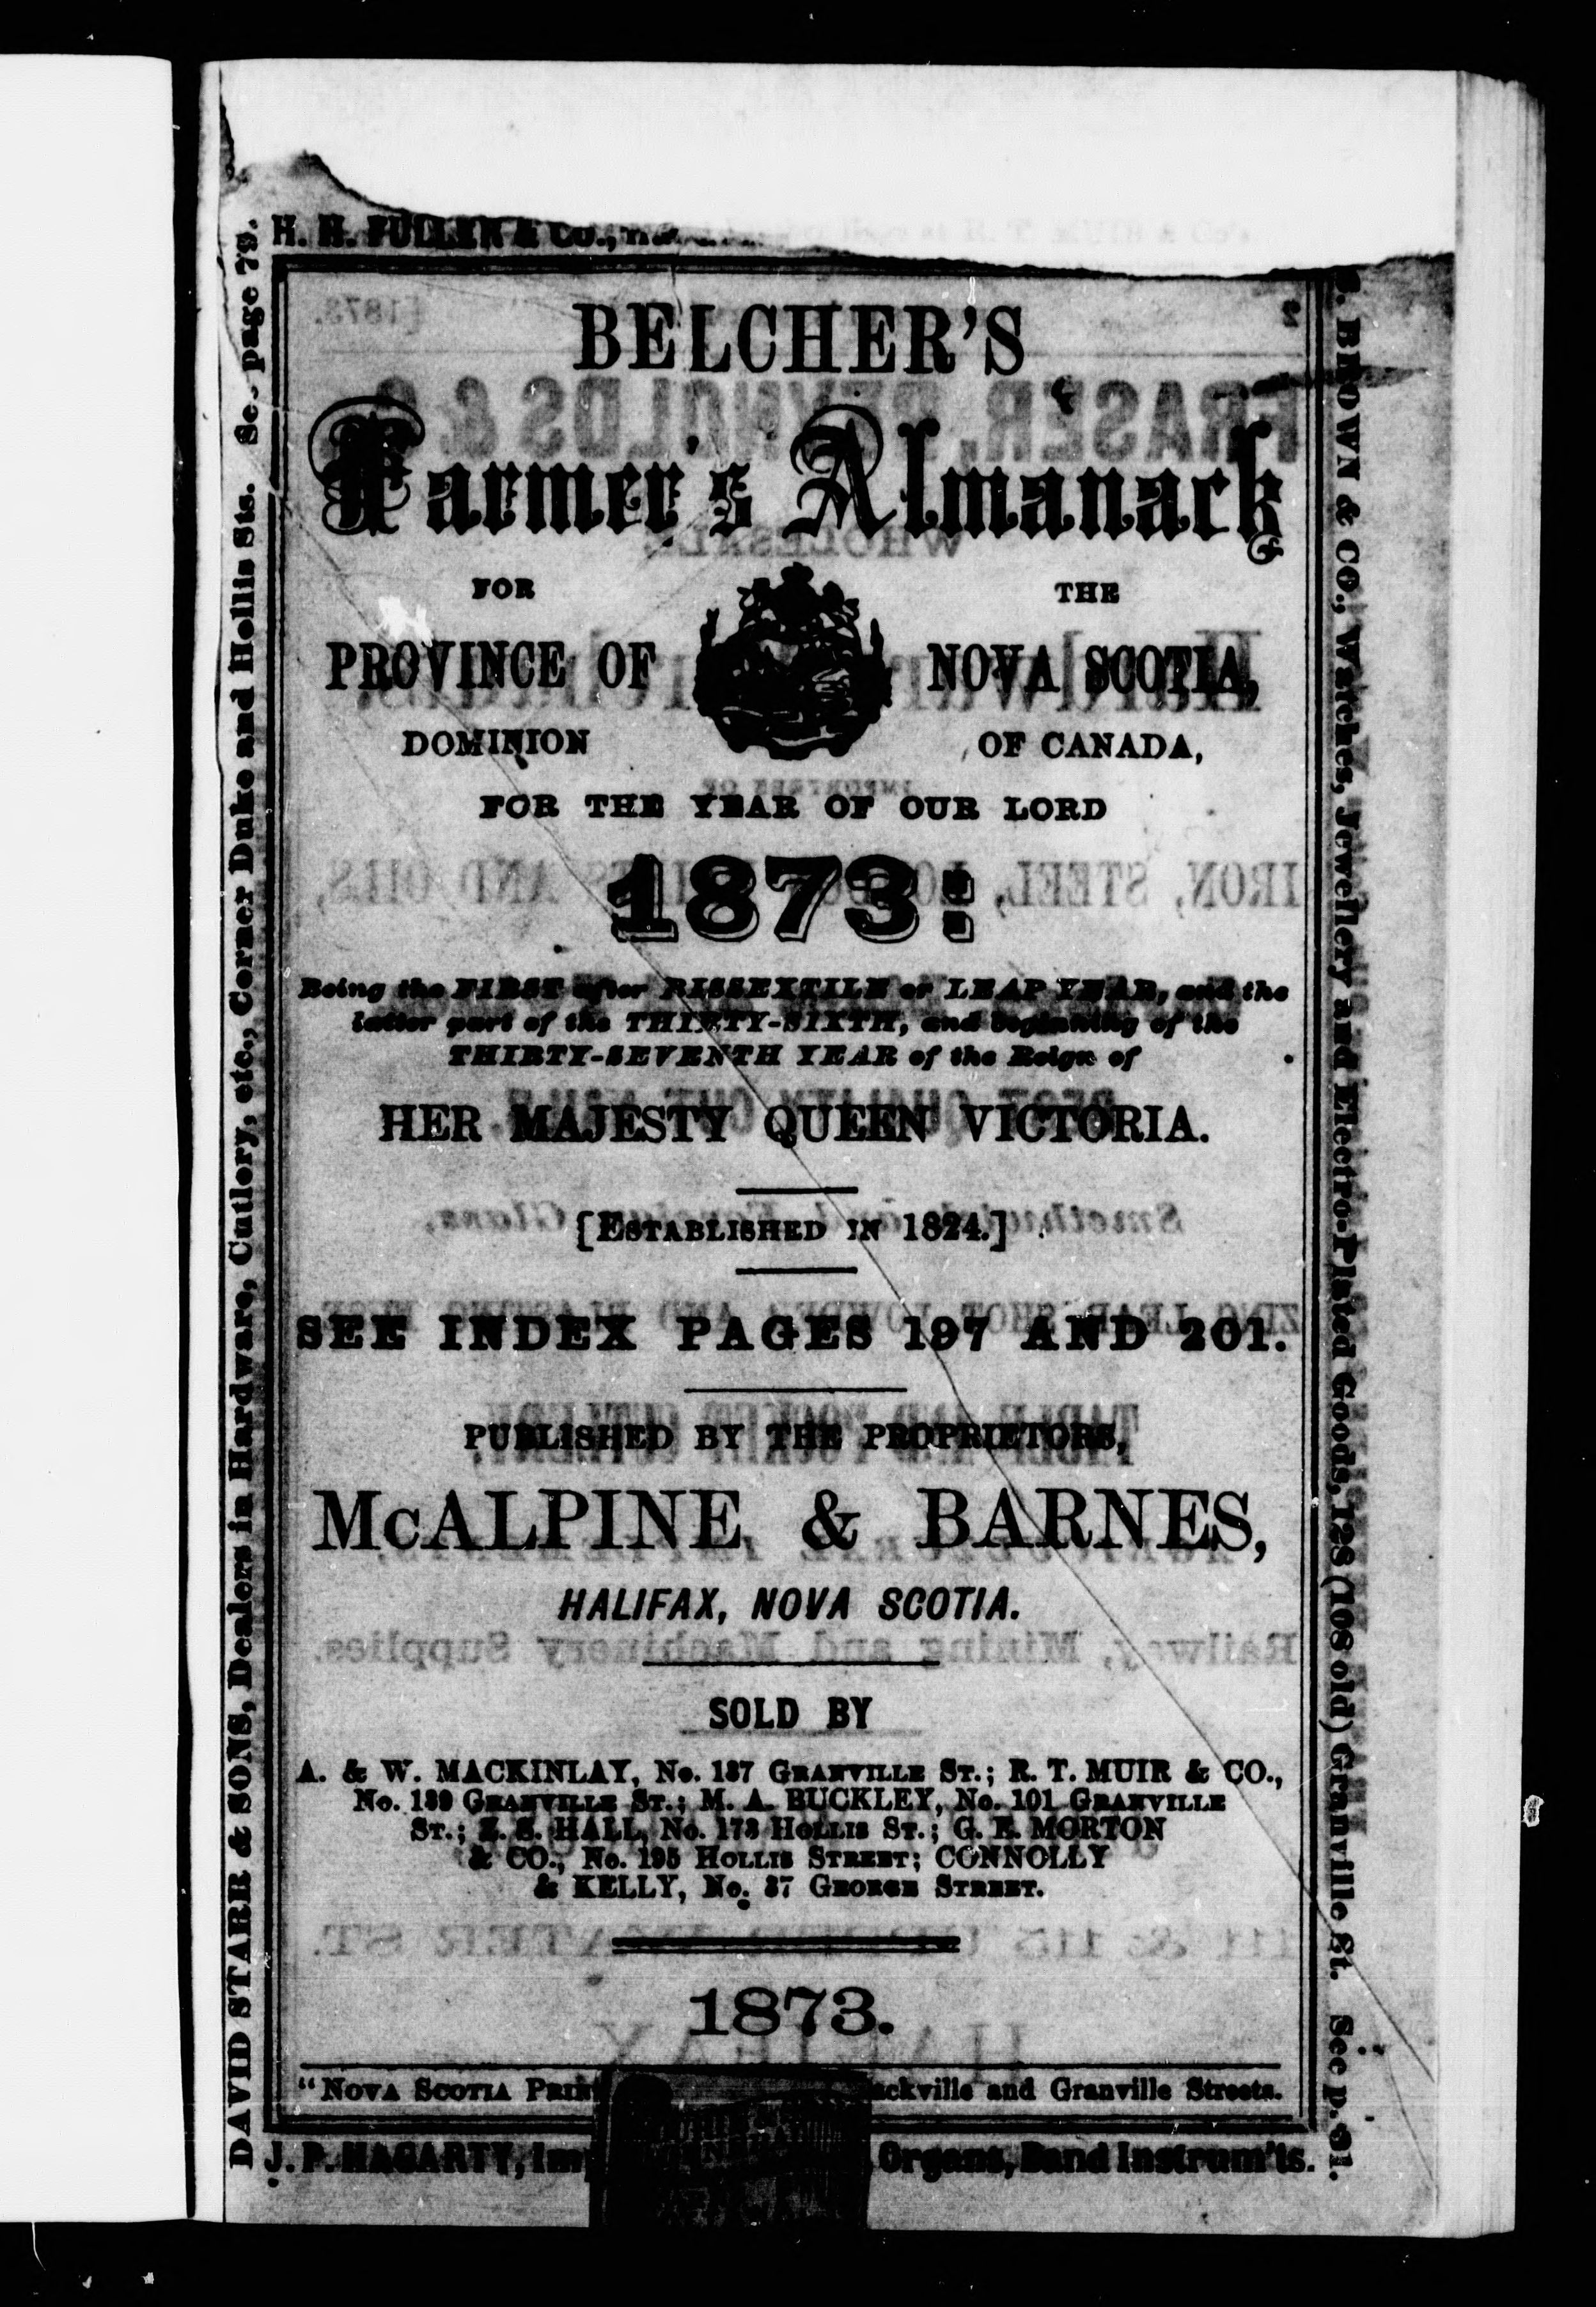 H. H. FULLER & CO.,
BELCHER'S
Farmer's Almanack
FOR THE
PROVINCE OF NOVA SCOTIA,
DOMINION OF CANADA,
FOR THE YEAR OF OUR LORD
1873:
Being the FIRST after BISSEXTILE or LEAP YEAR, and the
latter part of the THIRTY-SIXTH, and beginning of the
THIRTY-SEVENTH YEAR of the Reign of
HER MAJESTY QUEEN VICTORIA.
[ESTABLISHED IN 1824.]
SEE INDEX PAGES 197 AND 201.
PUBLISHED BY THE PROPRIETORS,
McALPINE & BARNES,
HALIFAX, NOVA SCOTIA.
SOLD BY
A. & W. MACKINLAY, No. 137 GRANVILLE ST.; R. T. MUIR & CO.,
No. 139 GRANVILLE ST.; M. A. BUCKLEY, No. 101 GRANVILLE
ST.; Z. S. HALL, No. 173 HOLLIS ST.; G. E. MORTON
& CO., No. 195 HOLLIS STREET; CONNOLLY
& KELLY, No. 37 GEORGE STREET.
1873.
"NOVA SCOTIA PRIN ackville and Granville Streets.
J. P. HAGARTY, Imp Organs, Band Instrum'ts.
DAVID STARR & SONS, Dealers in Hardware, Cutlery, etc., Corner Duke and Hollis Sts. See page 79.
BROWN & CO., Watches, Jewellery and Electro-Plated Goods, 128 (108 old) Granville St. See p. 81.